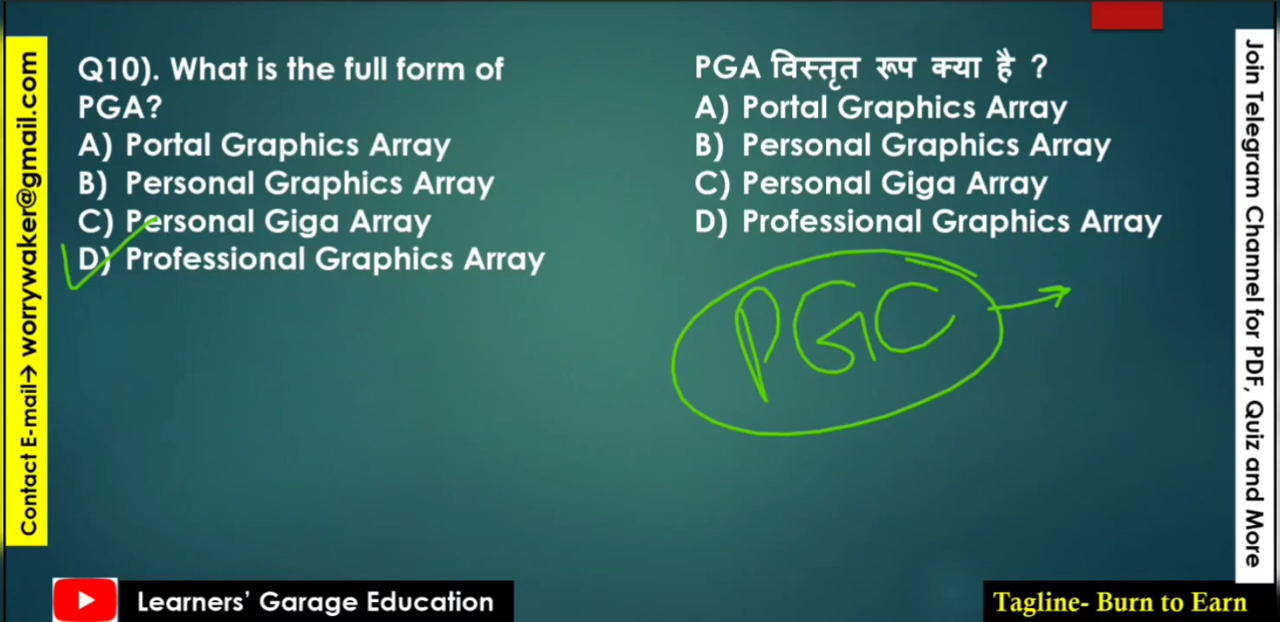 Contact E-mail→ worrywaker@gmail.com
Q10). What is the full form of
PGA?
A) Portal Graphics Array
B) Personal Graphics Array
C) Personal Giga Array
D) Professional Graphics Array
PGA विस्तृत रूप क्या है ?
A) Portal Graphics Array
B) Personal Graphics Array
C) Personal Giga Array
D) Professional Graphics Array
PGC
Join Telegram Channel for PDF, Quiz and More
Learners’ Garage Education
Tagline- Burn to Earn